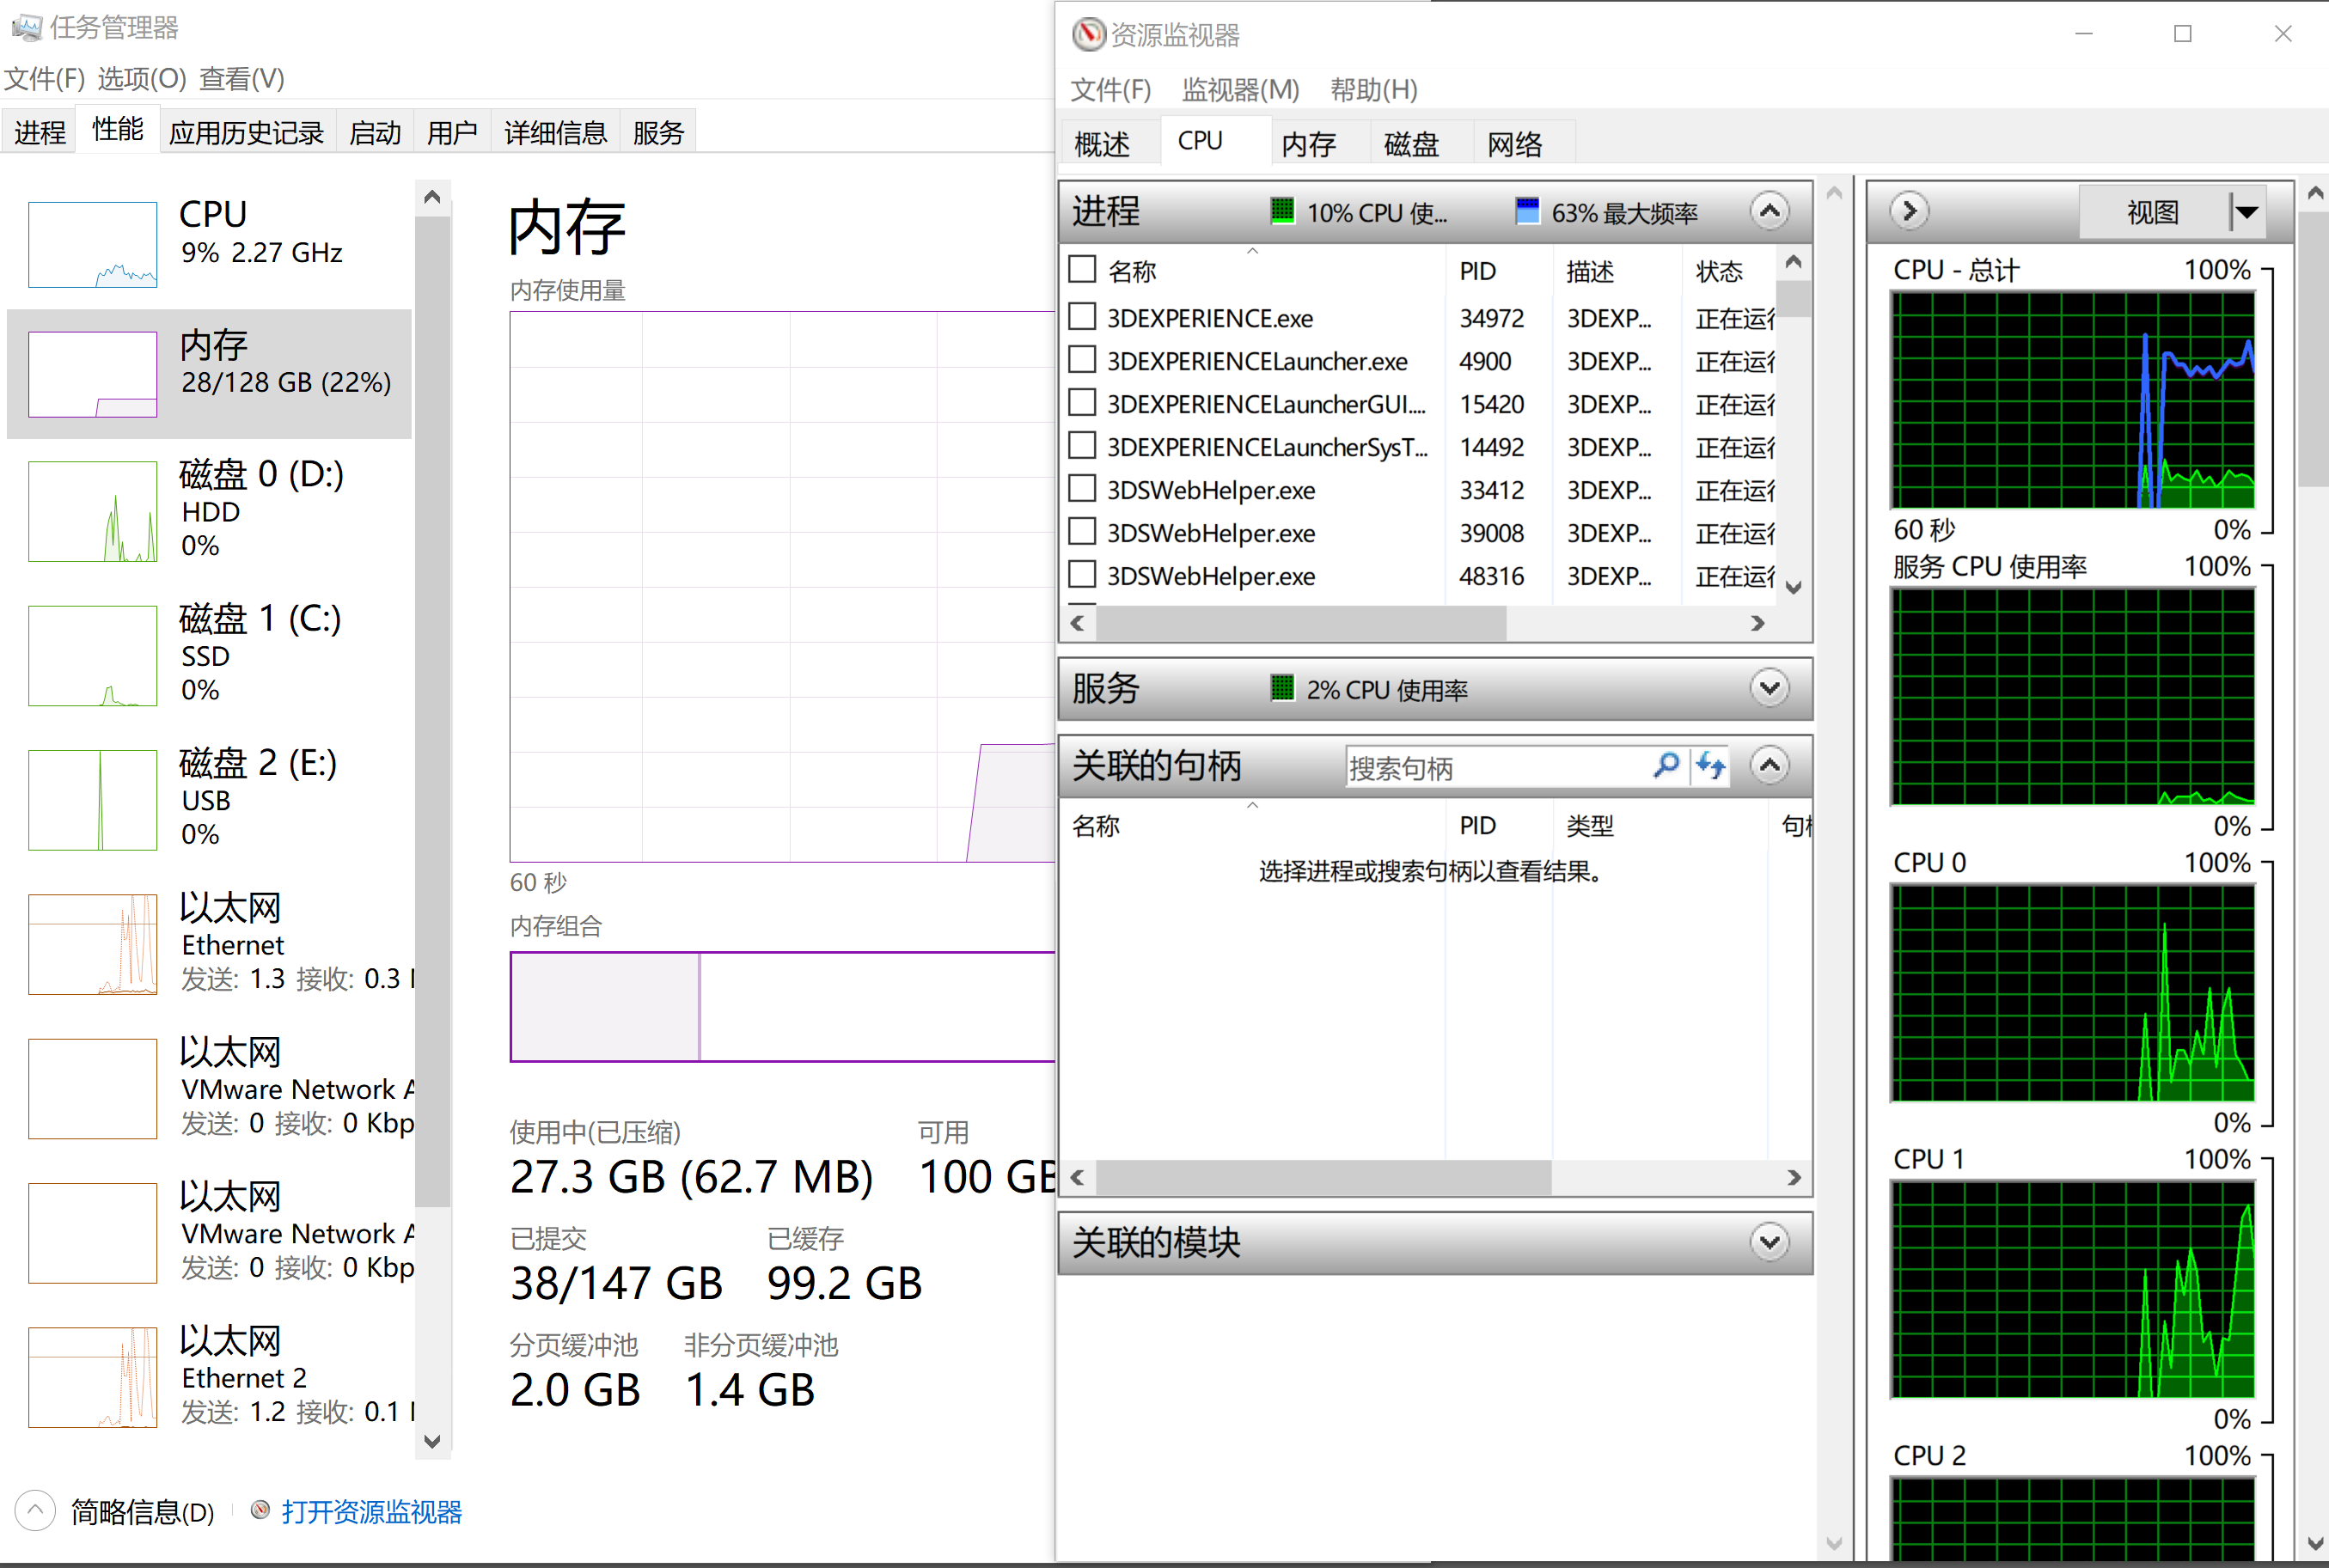 任务管理器
文件(F) 选项(O) 查看(V)
进程 性能 应用历史记录 启动 用户 详细信息 服务
CPU
9% 2.27 GHz
内存
28/128 GB (22%)
磁盘 0 (D:)
HDD
0%
磁盘 1 (C:)
SSD
0%
磁盘 2 (E:)
USB
0%
以太网
Ethernet
发送: 1.3 接收: 0.3
以太网
VMware Network A
发送: 0 接收: 0 Kbp
以太网
VMware Network A
发送: 0 接收: 0 Kbp
以太网
Ethernet 2
发送: 1.2 接收: 0.1
简略信息(D) 打开资源监视器
内存
内存使用量
60 秒
内存组合
使用中(已压缩) 可用
27.3 GB (62.7 MB) 100 GB
已提交 已缓存
38/147 GB 99.2 GB
分页缓冲池 非分页缓冲池
2.0 GB 1.4 GB
资源监视器
文件(F) 监视器(M) 帮助(H)
概述 CPU 内存 磁盘 网络
进程 10% CPU 使... 63% 最大频率
名称 PID 描述 状态
3DEXPERIENCE.exe 34972 3DEXP... 正在运行
3DEXPERIENCELauncher.exe 4900 3DEXP... 正在运行
3DEXPERIENCELauncherGUI.... 15420 3DEXP... 正在运行
3DEXPERIENCELauncherSysT... 14492 3DEXP... 正在运行
3DSWebHelper.exe 33412 3DEXP... 正在运行
3DSWebHelper.exe 39008 3DEXP... 正在运行
3DSWebHelper.exe 48316 3DEXP... 正在运行
服务 2% CPU 使用率
关联的句柄 搜索句柄
名称 PID 类型 句柄
选择进程或搜索句柄以查看结果。
关联的模块
视图
CPU - 总计 100%
60 秒 0%
服务 CPU 使用率 100%
0%
CPU 0 100%
0%
CPU 1 100%
0%
CPU 2 100%